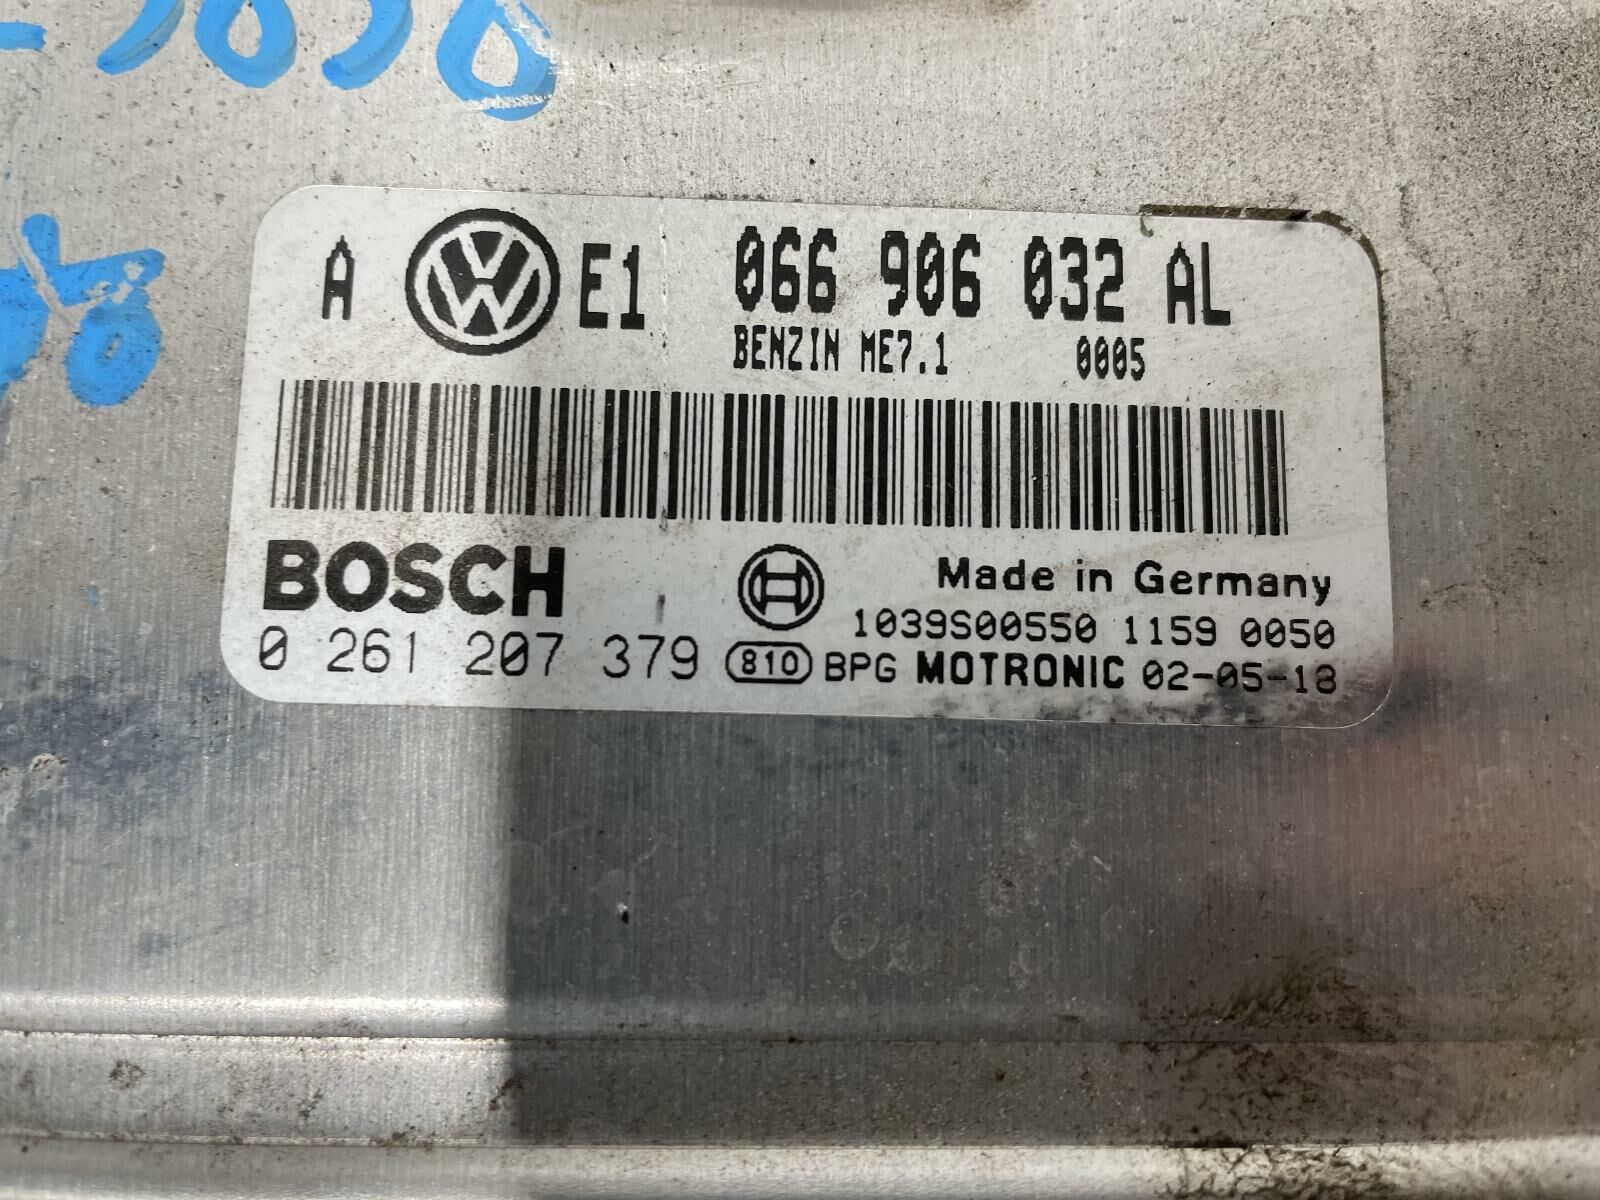 A E1 066 906 032 AL
BENZIN ME7.1 0005
BOSCH
Made in Germany
1039S00550 1159 0050
0 261 207 379 810 BPG MOTRONIC 02-05-18